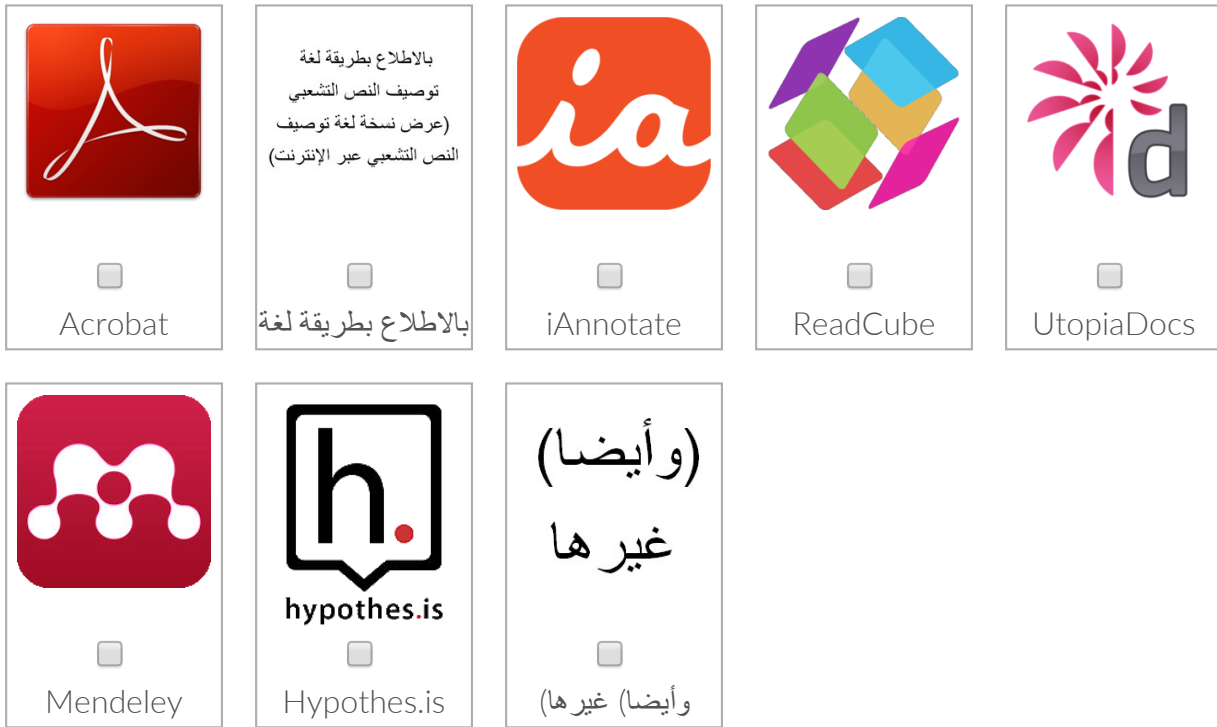 بالاطلاع بطريقة لغة
توصيف النص التشعبي
(عرض نسخة لغة توصيف
النص التشعبي عبر الإنترنت)
ia
d
Acrobat
بالاطلاع بطريقة لغة
iAnnotate
ReadCube
UtopiaDocs
h.
hypothes.is
(وأيضا)
غيرها
Mendeley
Hypothes.is
وأيضا) غيرها)